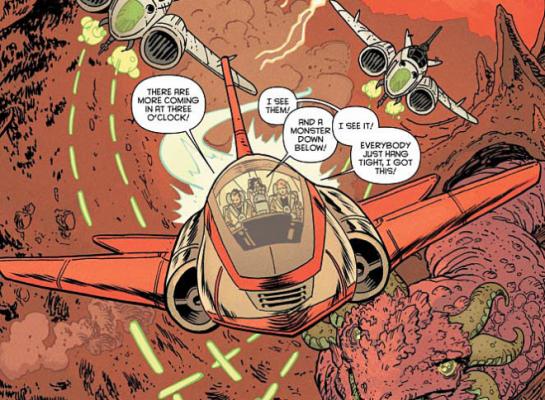 THERE ARE
MORE COMING
IN AT THREE
O'CLOCK!
I SEE
THEM!
AND A
MONSTER
DOWN
BELOW!
I SEE IT!
EVERYBODY
JUST HANG
TIGHT, I GOT
THIS!